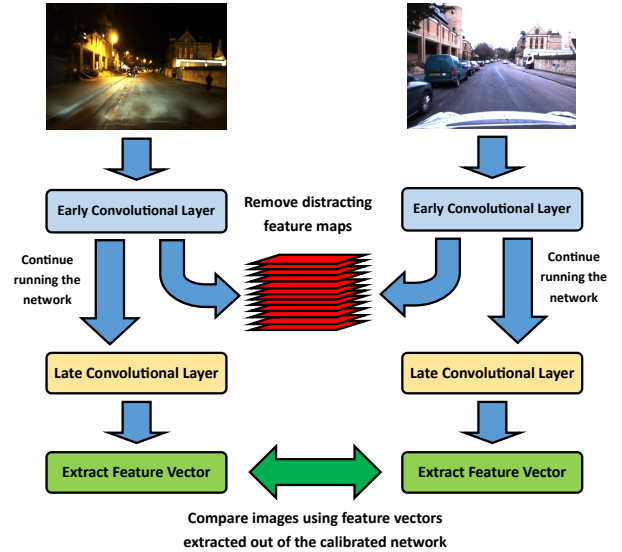 Early Convolutional Layer
Remove distracting
feature maps
Early Convolutional Layer
Continue
running the
network
Continue
running the
network
Late Convolutional Layer
Late Convolutional Layer
Extract Feature Vector
Extract Feature Vector
Compare images using feature vectors
extracted out of the calibrated network